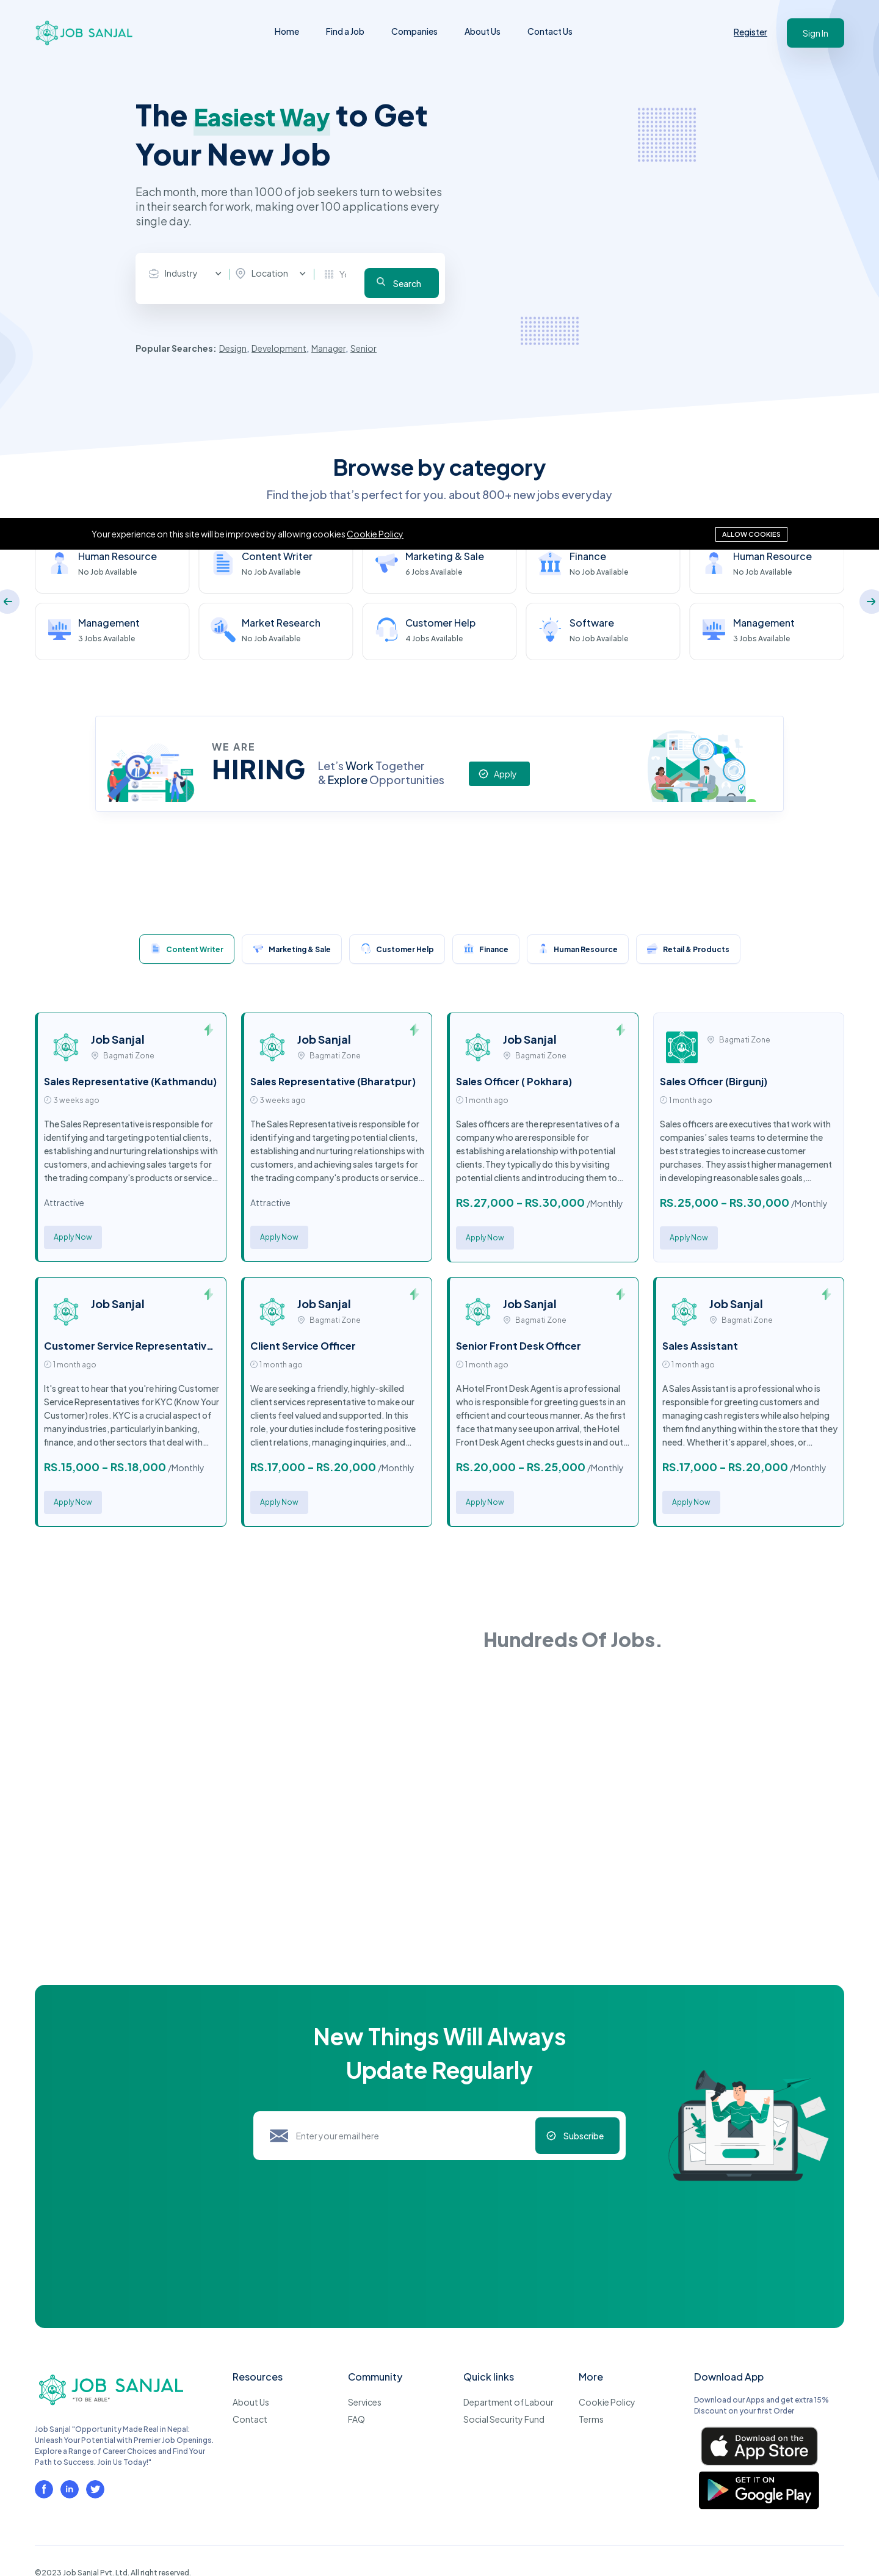 JOB SANJAL
Home
Find a Job
Companies
About Us
Contact Us
Register
Sign In
The Easiest Way to Get
Your New Job
Each month, more than 1000 of job seekers turn to websites
in their search for work, making over 100 applications every
single day.
Industry
Location
Search
Popular Searches: Design, Development, Manager, Senior
Browse by category
Find the job that's perfect for you. about 800+ new jobs everyday
Your experience on this site will be improved by allowing cookies Cookie Policy
ALLOW COOKIES
Human Resource
No Job Available
Content Writer
No Job Available
Marketing & Sale
6 Jobs Available
Finance
No Job Available
Human Resource
No Job Available
Management
3 Jobs Available
Market Research
No Job Available
Customer Help
4 Jobs Available
Software
No Job Available
Management
3 Jobs Available
WE ARE
HIRING
Let's Work Together
& Explore Opportunities
Apply
Content Writer
Marketing & Sale
Customer Help
Finance
Human Resource
Retail & Products
Job Sanjal
Bagmati Zone
Sales Representative (Kathmandu)
3 weeks ago
The Sales Representative is responsible for
identifying and targeting potential clients,
establishing and nurturing relationships with
customers, and achieving sales targets for
the trading company's products or service...
Attractive
Apply Now
Job Sanjal
Bagmati Zone
Sales Representative (Bharatpur)
3 weeks ago
The Sales Representative is responsible for
identifying and targeting potential clients,
establishing and nurturing relationships with
customers, and achieving sales targets for
the trading company's products or service...
Attractive
Apply Now
Job Sanjal
Bagmati Zone
Sales Officer ( Pokhara)
1 month ago
Sales officers are the representatives of a
company who are responsible for
establishing a relationship with potential
clients.They typically do this by visiting
potential clients and introducing them to...
RS.27,000 - RS.30,000 /Monthly
Apply Now
Bagmati Zone
Sales Officer (Birgunj)
1 month ago
Sales officers are executives that work with
companies' sales teams to determine the
best strategies to increase customer
purchases. They assist higher management
in developing reasonable sales goals,...
RS.25,000 - RS.30,000 /Monthly
Apply Now
Job Sanjal
Customer Service Representativ...
1 month ago
It's great to hear that you're hiring Customer
Service Representatives for KYC (Know Your
Customer) roles. KYC is a crucial aspect of
many industries, particularly in banking,
finance, and other sectors that deal with...
RS.15,000 - RS.18,000 /Monthly
Apply Now
Job Sanjal
Bagmati Zone
Client Service Officer
1 month ago
We are seeking a friendly, highly-skilled
client services representative to make our
clients feel valued and supported. In this
role, your duties include fostering positive
client relations, managing inquiries, and...
RS.17,000 - RS.20,000 /Monthly
Apply Now
Job Sanjal
Bagmati Zone
Senior Front Desk Officer
1 month ago
A Hotel Front Desk Agent is a professional
who is responsible for greeting guests in an
efficient and courteous manner. As the first
face that many see upon arrival, the Hotel
Front Desk Agent checks guests in and out...
RS.20,000 - RS.25,000 /Monthly
Apply Now
Job Sanjal
Bagmati Zone
Sales Assistant
1 month ago
A Sales Assistant is a professional who is
responsible for greeting customers and
managing cash registers while also helping
them find anything within the store that they
need. Whether it's apparel, shoes, or...
RS.17,000 - RS.20,000 /Monthly
Apply Now
Hundreds Of Jobs.
New Things Will Always
Update Regularly
Enter your email here
Subscribe
JOB SANJAL
"TO BE ABLE"
Job Sanjal "Opportunity Made Real in Nepal:
Unleash Your Potential with Premier Job Openings.
Explore a Range of Career Choices and Find Your
Path to Success. Join Us Today!"
Resources
About Us
Contact
Community
Services
FAQ
Quick links
Department of Labour
Social Security Fund
More
Cookie Policy
Terms
Download App
Download our Apps and get extra 15%
Discount on your first Order
Download on the
App Store
GET IT ON
Google Play
©2023 Job Sanjal Pvt. Ltd. All right reserved.